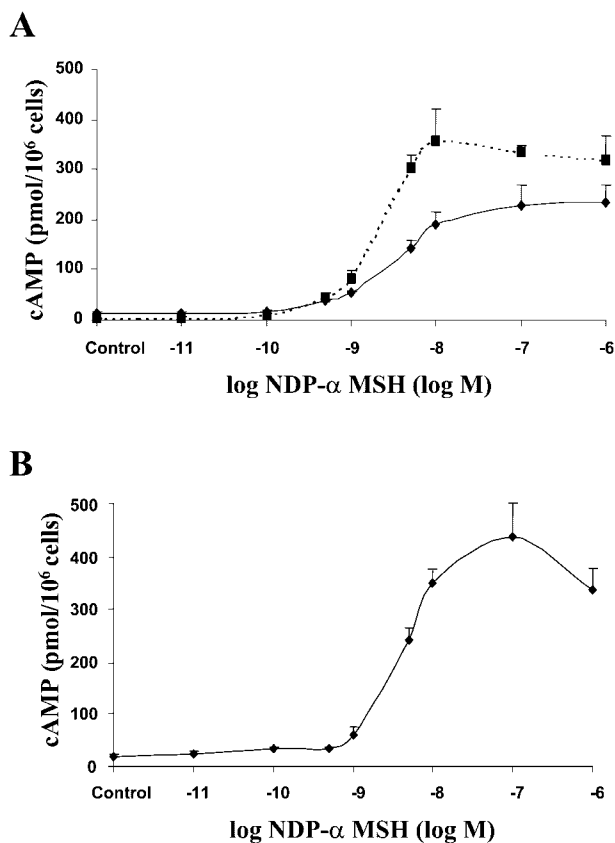 A
cAMP (pmol/10⁶ cells)
500
400
300
200
100
0
Control -11 -10 -9 -8 -7 -6
log NDP-α MSH (log M)
B
cAMP (pmol/10⁶ cells)
500
400
300
200
100
0
Control -11 -10 -9 -8 -7 -6
log NDP-α MSH (log M)